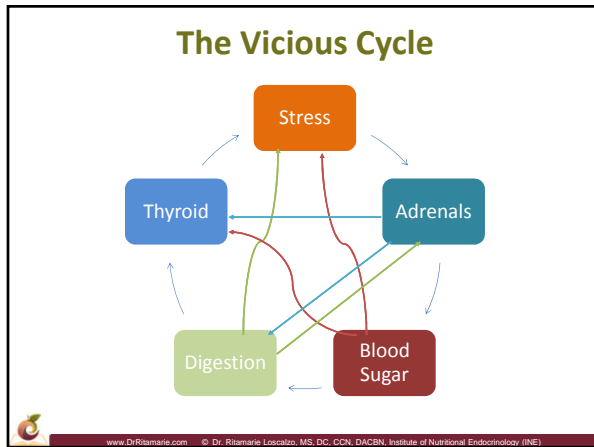 The Vicious Cycle
Stress
Thyroid
Adrenals
Digestion
Blood
Sugar
www.DrRitamarie.com © Dr. Ritamarie Loscalzo, MS, DC, CCN, DACBN, Institute of Nutritional Endocrinology (INE)